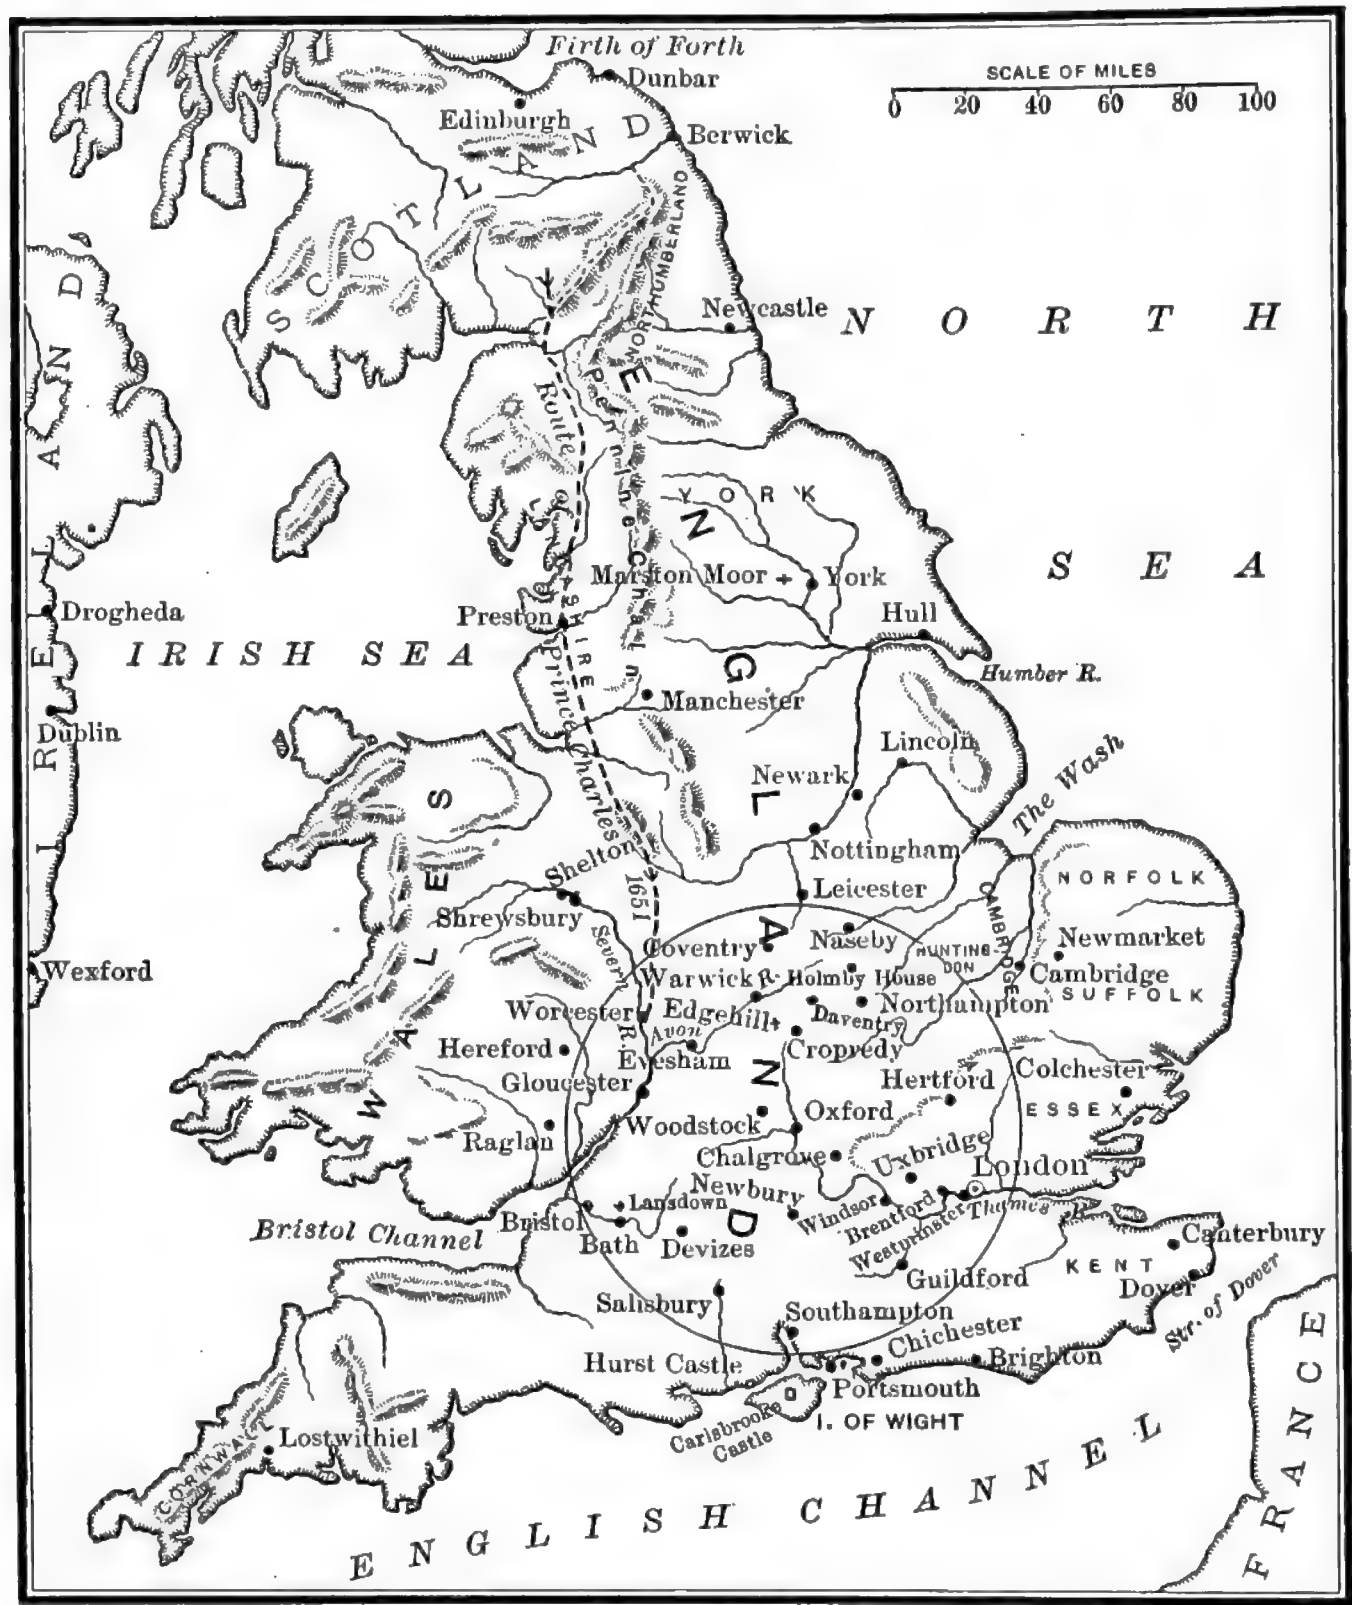 Firth of Forth
Dunbar
SCALE OF MILES
0 20 40 60 80 100
Edinburgh
SCOTLAND
Berwick
NORTHUMBERLAND
Newcastle
NORTH
SEA
IRELAND
Pennine Chain
ENGLAND
Route of Prince Charles 1651
YORK
LANCASHIRE
Marston Moor
York
Drogheda
Preston
Hull
IRISH SEA
Humber R.
Manchester
Dublin
Lincoln
Newark
The Wash
WALES
Nottingham
Shelton
NORFOLK
Leicester
Shrewsbury
CAMBRIDGE
Severn R.
Coventry
Naseby
HUNTING-
DON
Newmarket
Wexford
Warwick
R.
Holmby House
Cambridge
SUFFOLK
Worcester
Edgehill
Daventry
Northampton
Avon
Hereford
Evesham
Cropredy
Gloucester
Hertford
Colchester
ESSEX
Woodstock
Oxford
Raglan
Chalgrove
Uxbridge
London
Newbury
Lansdown
Windsor
Brentford
Westminster
Thames R.
Bristol
Bristol Channel
Bath
Devizes
Canterbury
KENT
Guildford
Dover
Str. of Dover
Salisbury
Southampton
Chichester
Brighton
Hurst Castle
Portsmouth
Carisbrooke
Castle
I. OF WIGHT
Lostwithiel
CORNWALL
ENGLISH CHANNEL
FRANCE